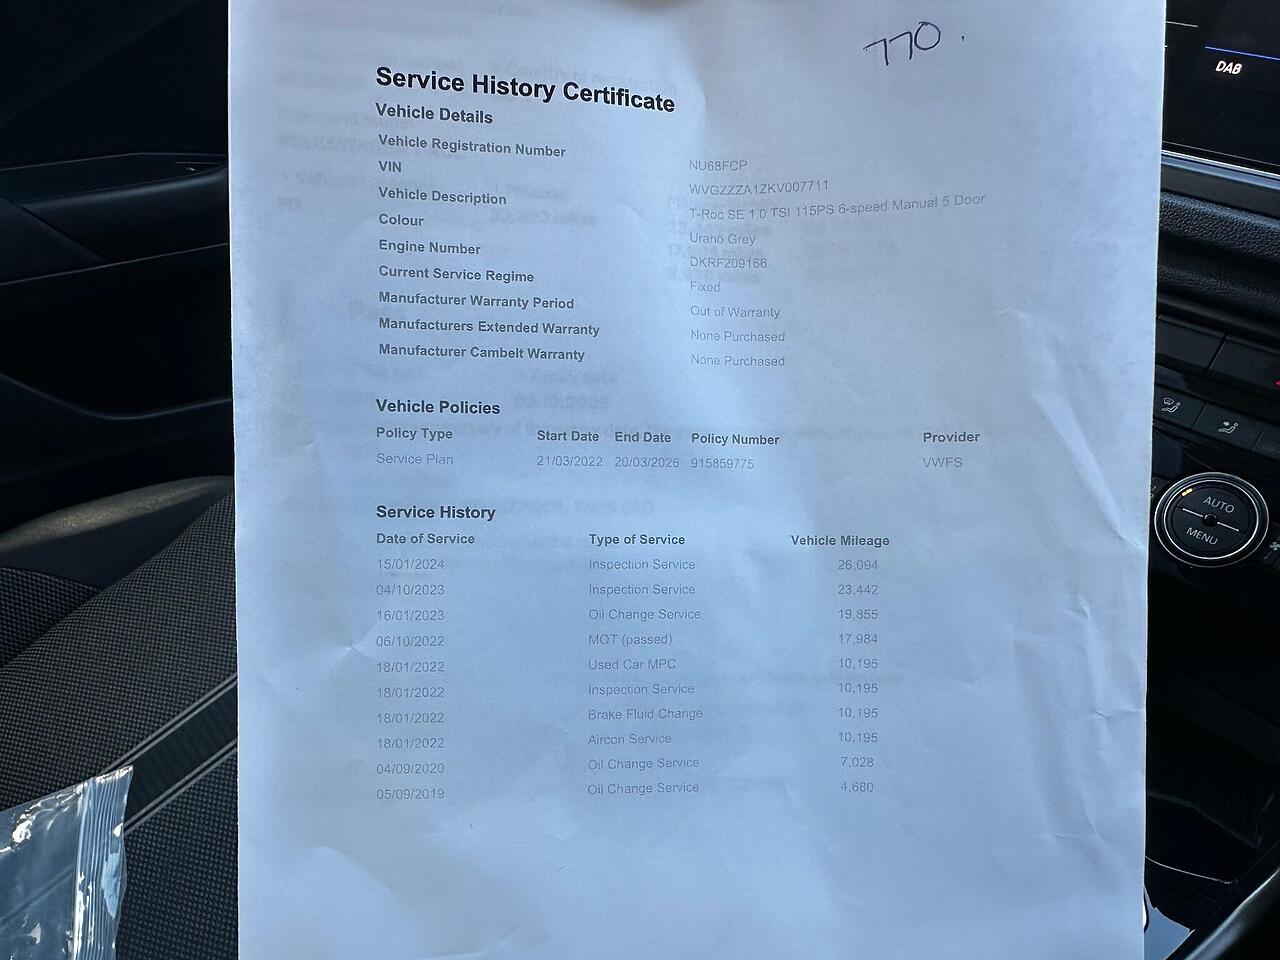 770.
DAB
Service History Certificate
Vehicle Details
Vehicle Registration Number NU68FCP
VIN WVGZZZA1ZKV007711
Vehicle Description T-Roc SE 1.0 TSI 115PS 6-speed Manual 5 Door
Colour Urano Grey
Engine Number DKRF209166
Current Service Regime Fixed
Manufacturer Warranty Period Out of Warranty
Manufacturers Extended Warranty None Purchased
Manufacturer Cambelt Warranty None Purchased
Vehicle Policies
Policy Type Start Date End Date Policy Number Provider
Service Plan 21/03/2022 20/03/2026 915859775 VWFS
Service History
Date of Service Type of Service Vehicle Mileage
15/01/2024 Inspection Service 26,094
04/10/2023 Inspection Service 23,442
16/01/2023 Oil Change Service 19,855
06/10/2022 MOT (passed) 17,984
18/01/2022 Used Car MPC 10,195
18/01/2022 Inspection Service 10,195
18/01/2022 Brake Fluid Change 10,195
18/01/2022 Aircon Service 10,195
04/09/2020 Oil Change Service 7,028
05/09/2019 Oil Change Service 4,680
AUTO
MENU